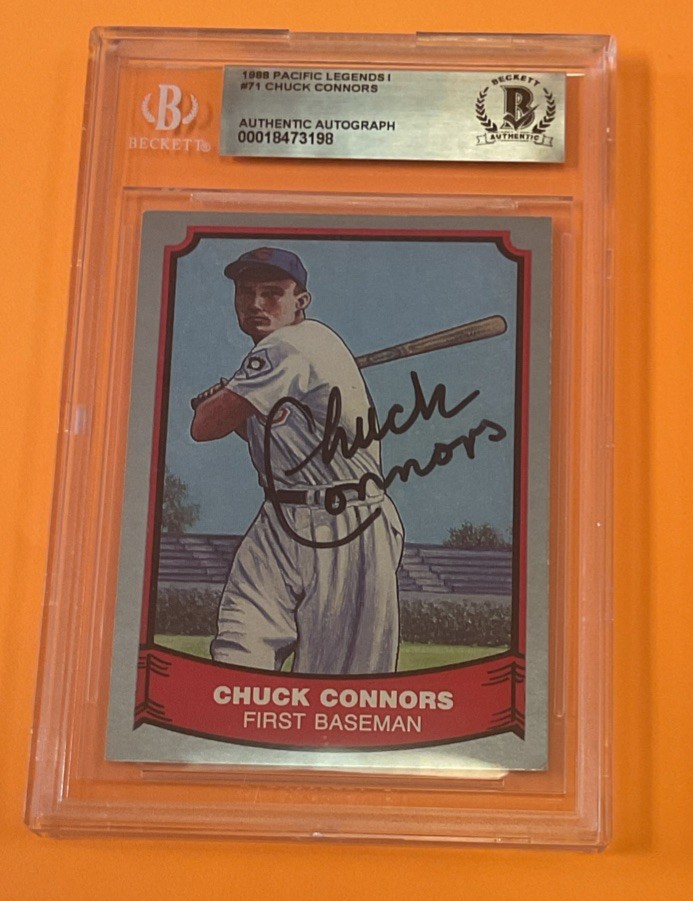 1988 PACIFIC LEGENDS I
#71 CHUCK CONNORS
AUTHENTIC AUTOGRAPH
00018473198
B
BECKETT®
BECKETT
B
AUTHENTIC
Chuck
Connors
CHUCK CONNORS
FIRST BASEMAN